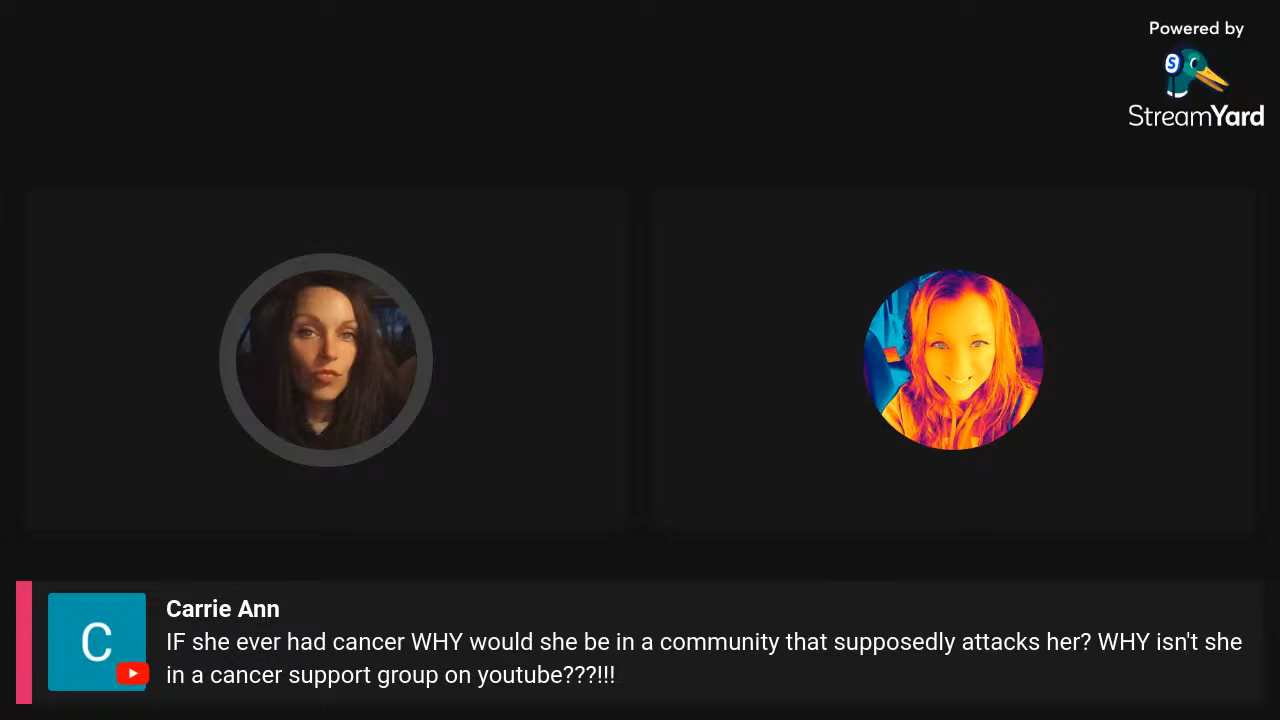 Powered by
S
StreamYard
C
Carrie Ann
IF she ever had cancer WHY would she be in a community that supposedly attacks her? WHY isn't she
in a cancer support group on youtube???!!!